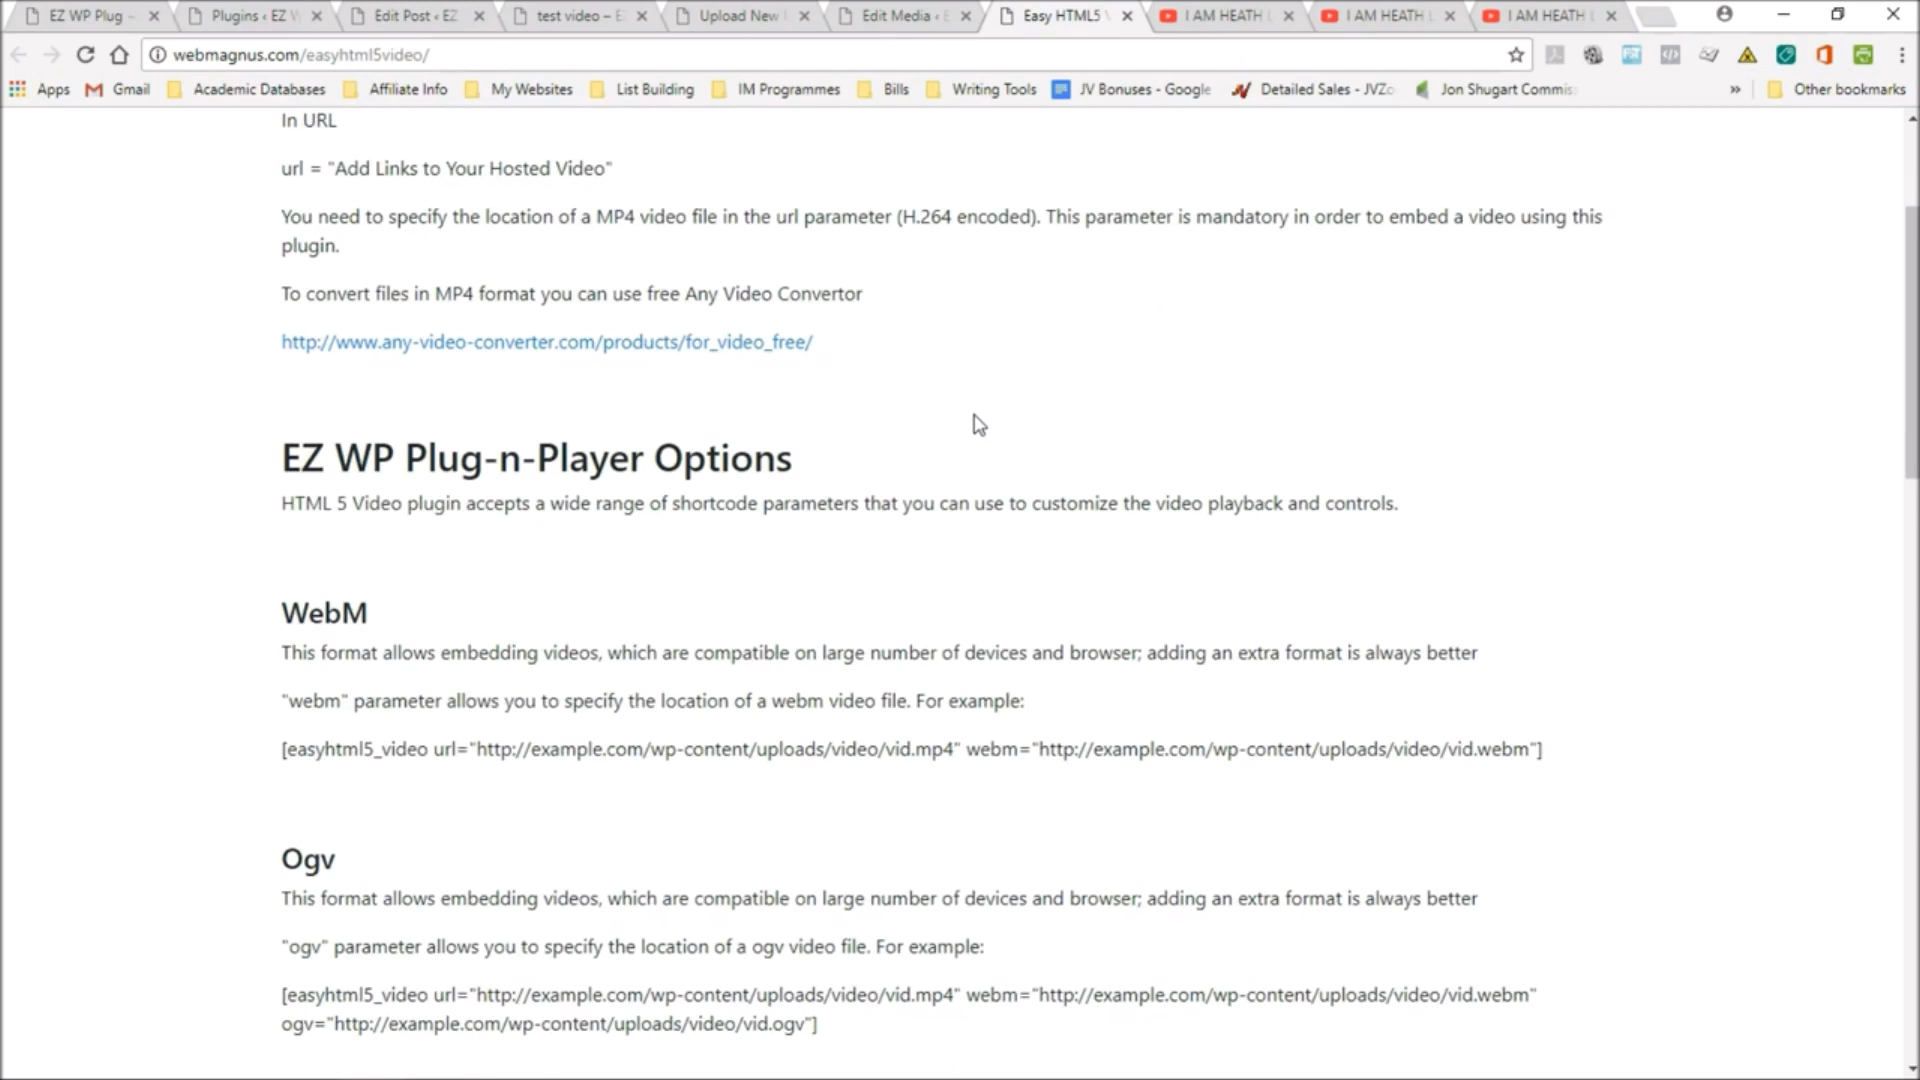 EZ WP Plug
Plugins ‹ EZ
Edit Post ‹ EZ
test video –
Upload New
Edit Media ‹
Easy HTML5
I AM HEATH
I AM HEATH
I AM HEATH
webmagnus.com/easyhtml5video/
Apps
Gmail
Academic Databases
Affiliate Info
My Websites
List Building
IM Programmes
Bills
Writing Tools
JV Bonuses - Google
Detailed Sales - JVZo
Jon Shugart Commis
»
Other bookmarks
In URL
url = "Add Links to Your Hosted Video"
You need to specify the location of a MP4 video file in the url parameter (H.264 encoded). This parameter is mandatory in order to embed a video using this
plugin.
To convert files in MP4 format you can use free Any Video Convertor
http://www.any-video-converter.com/products/for_video_free/
EZ WP Plug-n-Player Options
HTML 5 Video plugin accepts a wide range of shortcode parameters that you can use to customize the video playback and controls.
WebM
This format allows embedding videos, which are compatible on large number of devices and browser; adding an extra format is always better
"webm" parameter allows you to specify the location of a webm video file. For example:
[easyhtml5_video url="http://example.com/wp-content/uploads/video/vid.mp4" webm="http://example.com/wp-content/uploads/video/vid.webm"]
Ogv
This format allows embedding videos, which are compatible on large number of devices and browser; adding an extra format is always better
"ogv" parameter allows you to specify the location of a ogv video file. For example:
[easyhtml5_video url="http://example.com/wp-content/uploads/video/vid.mp4" webm="http://example.com/wp-content/uploads/video/vid.webm"
ogv="http://example.com/wp-content/uploads/video/vid.ogv"]